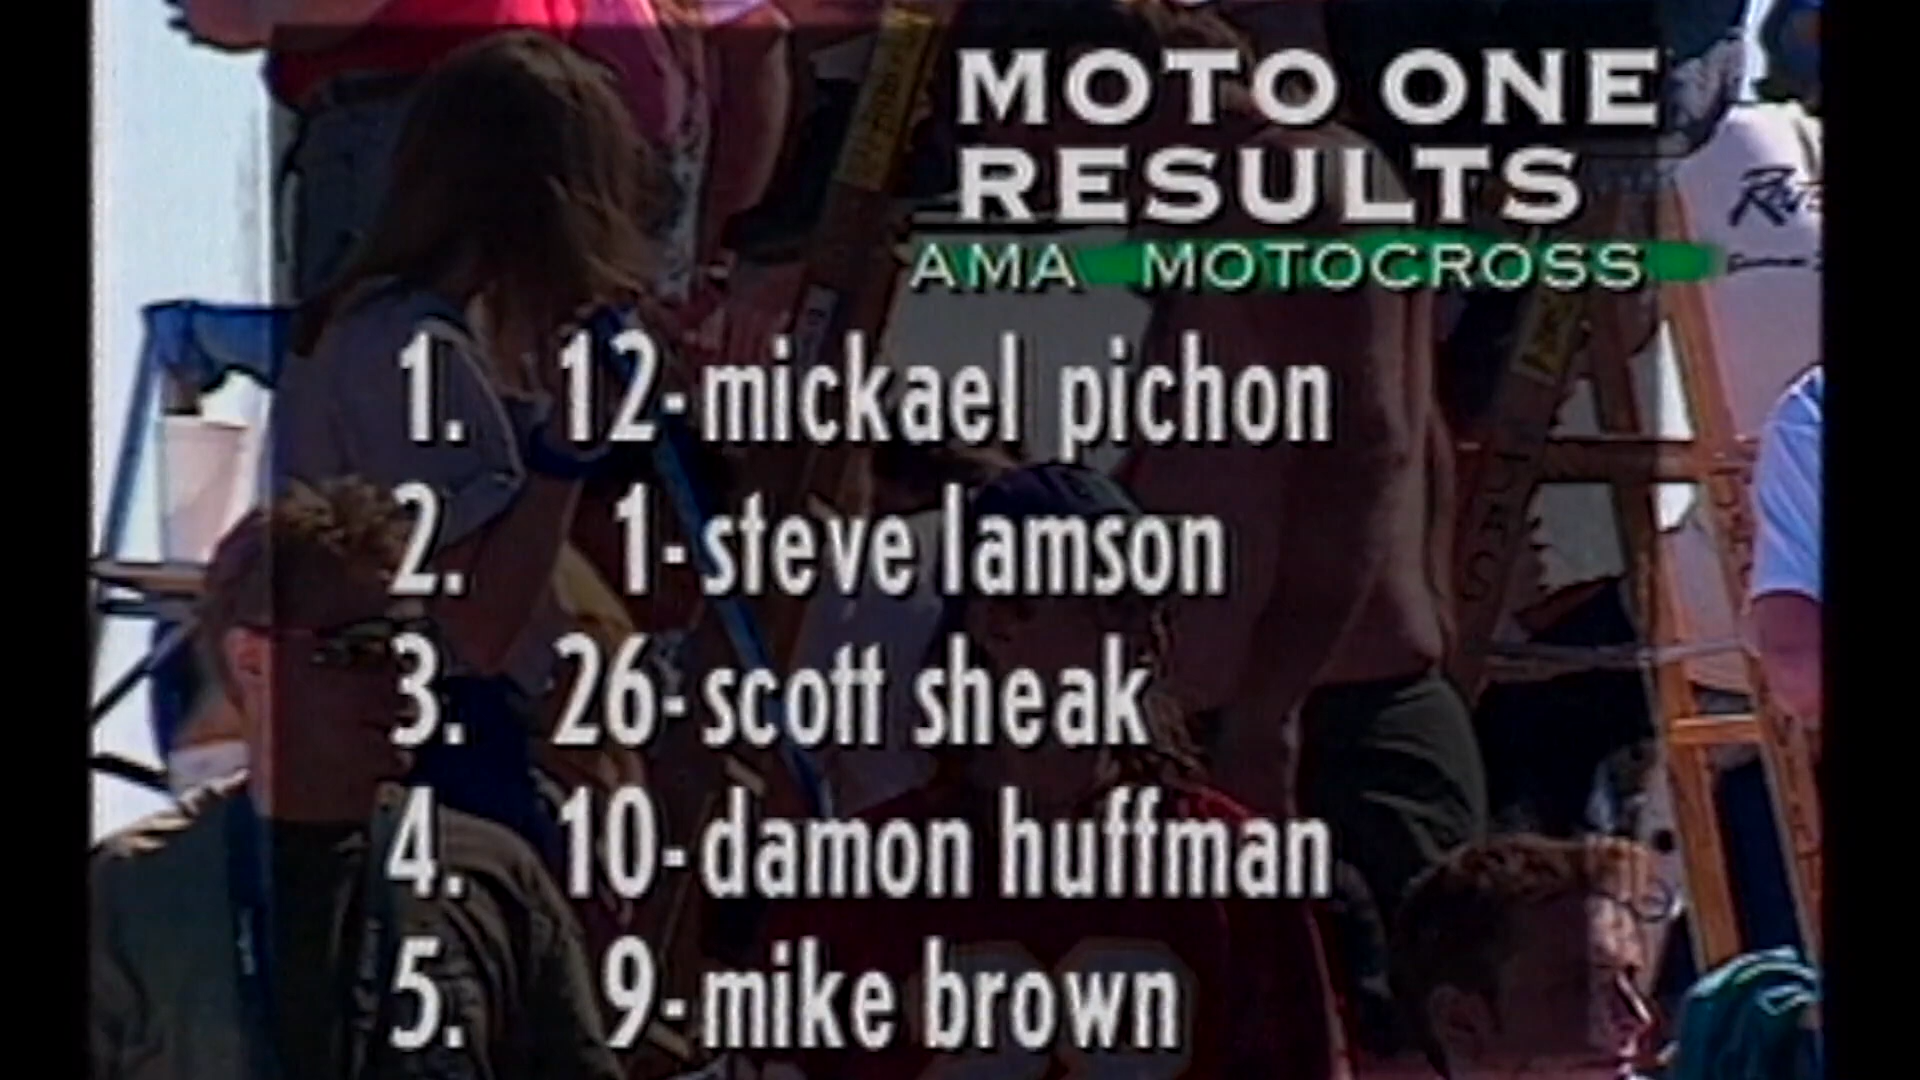 MOTO ONE
RESULTS
AMA MOTOCROSS
1. 12-mickael pichon
2. 1-steve lamson
3. 26-scott sheak
4. 10-damon huffman
5. 9-mike brown